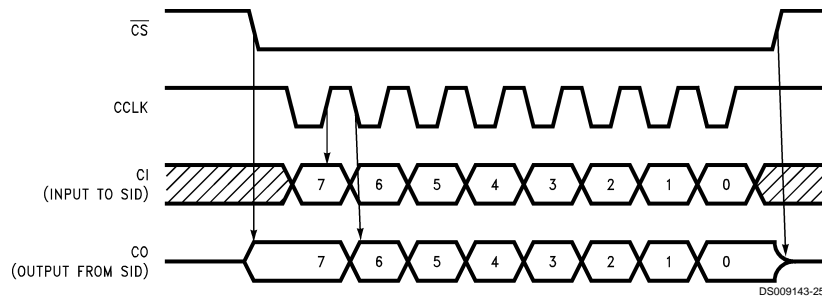 CS
CCLK
CI
(INPUT TO SID)
7 6 5 4 3 2 1 0
CO
(OUTPUT FROM SID)
7 6 5 4 3 2 1 0
DS009143-25